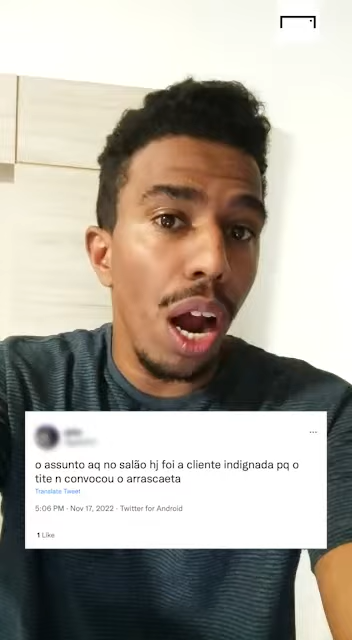 o assunto aq no salão hj foi a cliente indignada pq o
tite n convocou o arrascaeta
Translate Tweet
5:06 PM · Nov 17, 2022 · Twitter for Android
1 Like